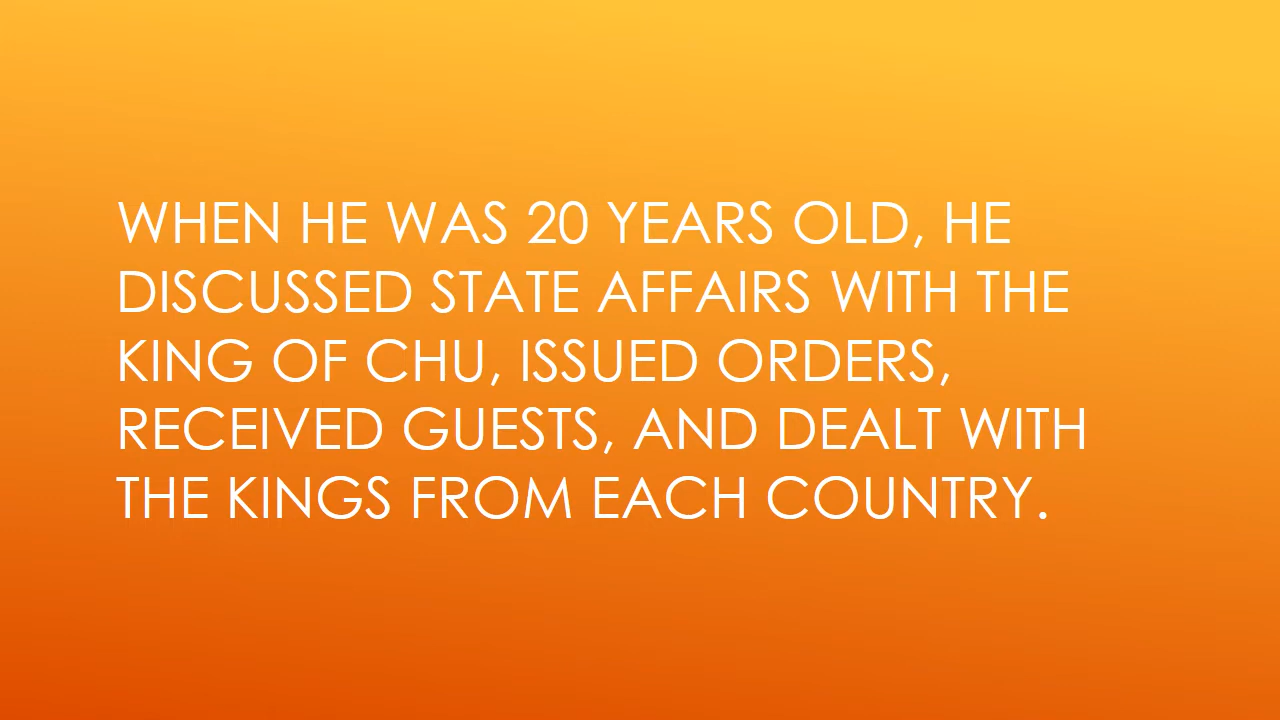 WHEN HE WAS 20 YEARS OLD, HE
DISCUSSED STATE AFFAIRS WITH THE
KING OF CHU, ISSUED ORDERS,
RECEIVED GUESTS, AND DEALT WITH
THE KINGS FROM EACH COUNTRY.